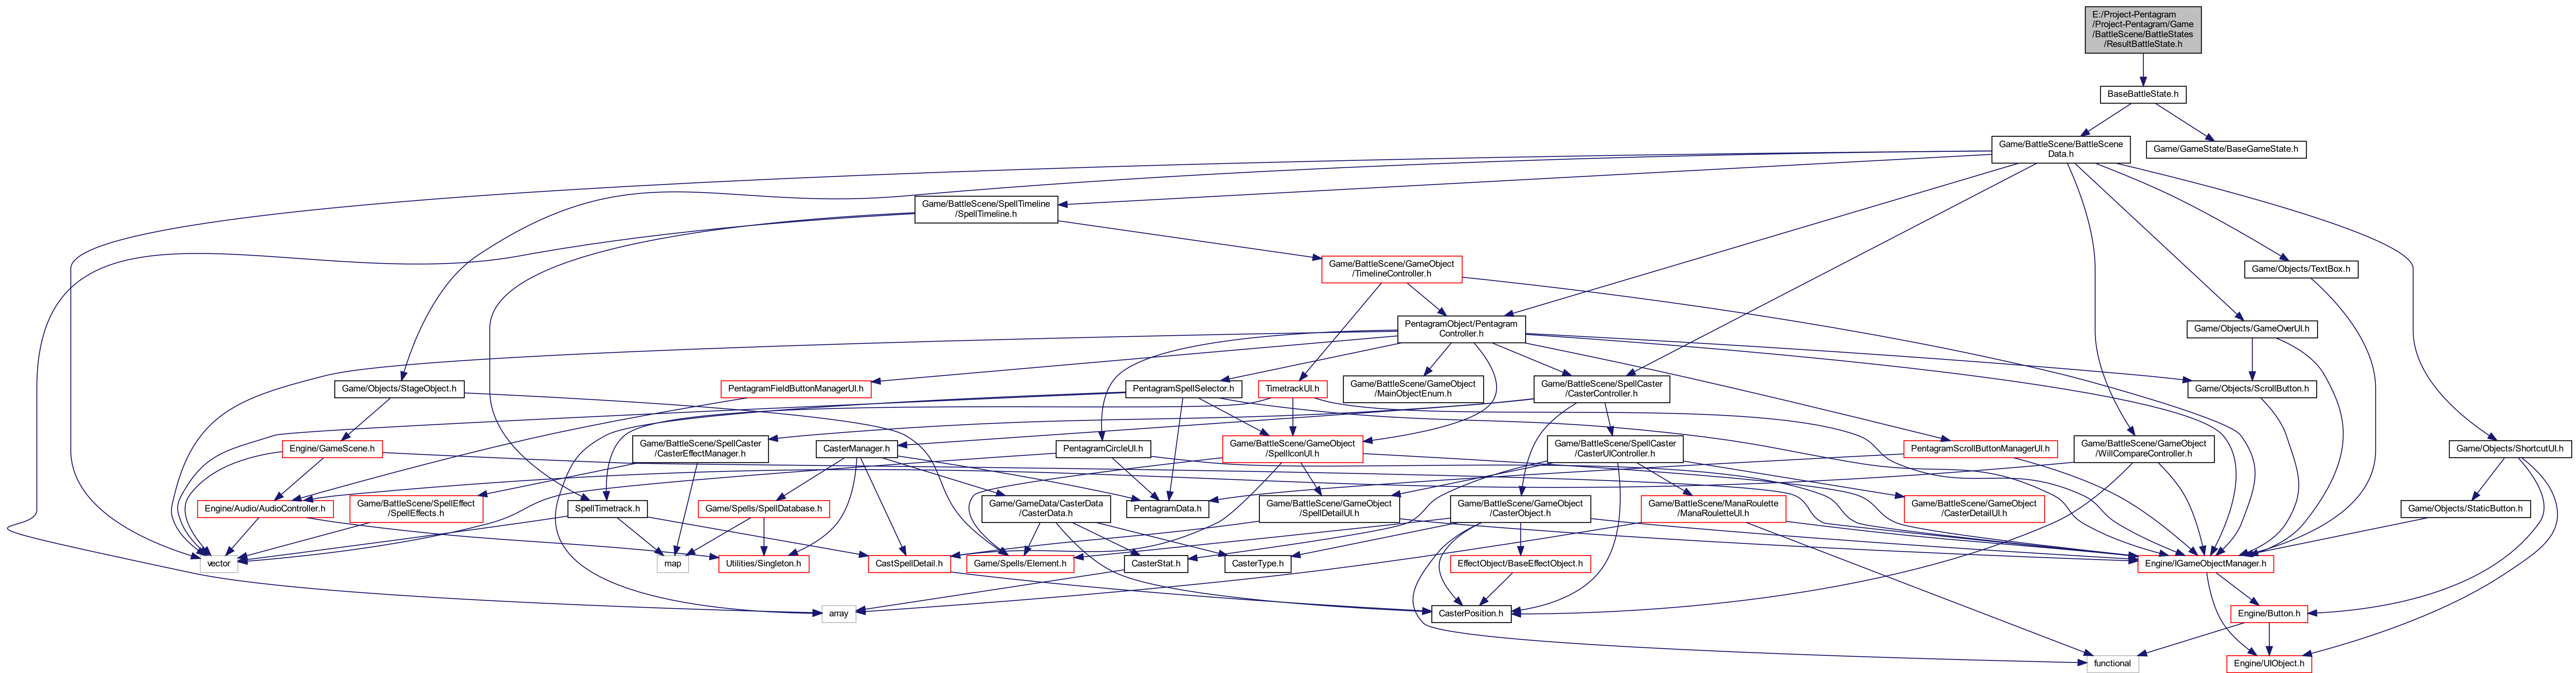 E:/Project-Pentagram
/Project-Pentagram/Game
/BattleScene/BattleStates
/ResultBattleState.h
BaseBattleState.h
Game/BattleScene/BattleScene
Data.h
Game/GameState/BaseGameState.h
Game/BattleScene/SpellTimeline
/SpellTimeline.h
Game/BattleScene/GameObject
/TimelineController.h
Game/Objects/TextBox.h
PentagramObject/Pentagram
Controller.h
Game/Objects/GameOverUI.h
Game/Objects/StageObject.h
PentagramFieldButtonManagerUI.h
PentagramSpellSelector.h
TimetrackUI.h
Game/BattleScene/GameObject
/MainObjectEnum.h
Game/BattleScene/SpellCaster
/CasterController.h
Game/Objects/ScrollButton.h
Engine/GameScene.h
Game/BattleScene/SpellCaster
/CasterEffectManager.h
CasterManager.h
PentagramCircleUI.h
Game/BattleScene/GameObject
/SpellIconUI.h
Game/BattleScene/SpellCaster
/CasterUIController.h
PentagramScrollButtonManagerUI.h
Game/BattleScene/GameObject
/WillCompareController.h
Game/Objects/ShortcutUI.h
Engine/Audio/AudioController.h
Game/BattleScene/SpellEffect
/SpellEffects.h
SpellTimetrack.h
Game/Spells/SpellDatabase.h
Game/GameData/CasterData
/CasterData.h
PentagramData.h
Game/BattleScene/GameObject
/SpellDetailUI.h
Game/BattleScene/GameObject
/CasterObject.h
Game/BattleScene/ManaRoulette
/ManaRouletteUI.h
Game/BattleScene/GameObject
/CasterDetailUI.h
Game/Objects/StaticButton.h
vector
map
Utilities/Singleton.h
CastSpellDetail.h
Game/Spells/Element.h
CasterStat.h
CasterType.h
EffectObject/BaseEffectObject.h
Engine/IGameObjectManager.h
array
CasterPosition.h
Engine/Button.h
functional
Engine/UIObject.h